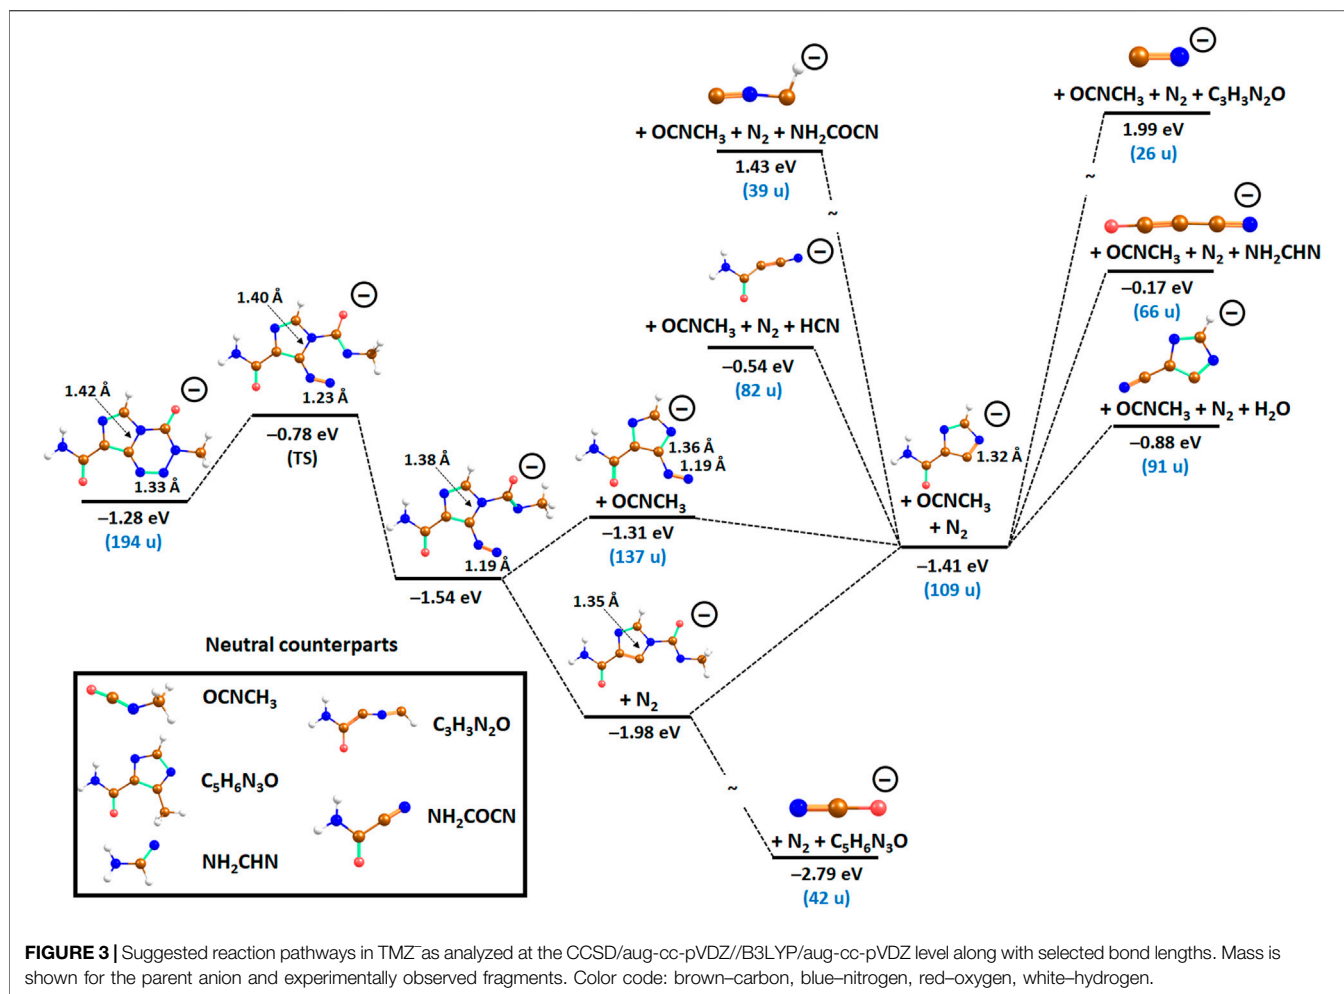 + OCNCH₃ + N₂ + C₃H₃N₂O
1.99 eV
(26 u)
~
+ OCNCH₃ + N₂ + NH₂COCN
1.43 eV
(39 u)
~
+ OCNCH₃ + N₂ + NH₂CHN
−0.17 eV
(66 u)
+ OCNCH₃ + N₂ + HCN
−0.54 eV
(82 u)
+ OCNCH₃ + N₂ + H₂O
−0.88 eV
(91 u)
1.40 Å
1.23 Å
−0.78 eV
(TS)
1.42 Å
1.33 Å
−1.28 eV
(194 u)
1.38 Å
1.19 Å
−1.54 eV
1.36 Å
1.19 Å
+ OCNCH₃
−1.31 eV
(137 u)
1.32 Å
+ OCNCH₃
+ N₂
−1.41 eV
(109 u)
1.35 Å
+ N₂
−1.98 eV
~
+ N₂ + C₅H₆N₃O
−2.79 eV
(42 u)
Neutral counterparts
OCNCH₃
C₃H₃N₂O
C₅H₆N₃O
NH₂COCN
NH₂CHN
FIGURE 3 | Suggested reaction pathways in TMZ⁻as analyzed at the CCSD/aug-cc-pVDZ//B3LYP/aug-cc-pVDZ level along with selected bond lengths. Mass is
shown for the parent anion and experimentally observed fragments. Color code: brown–carbon, blue–nitrogen, red–oxygen, white–hydrogen.